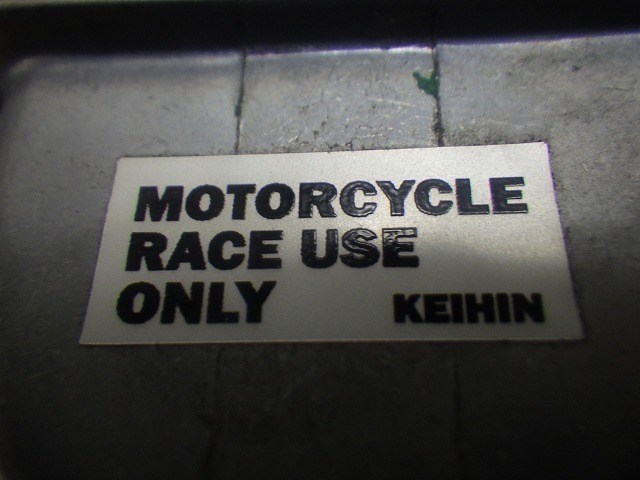 MOTORCYCLE
RACE USE
ONLY KEIHIN